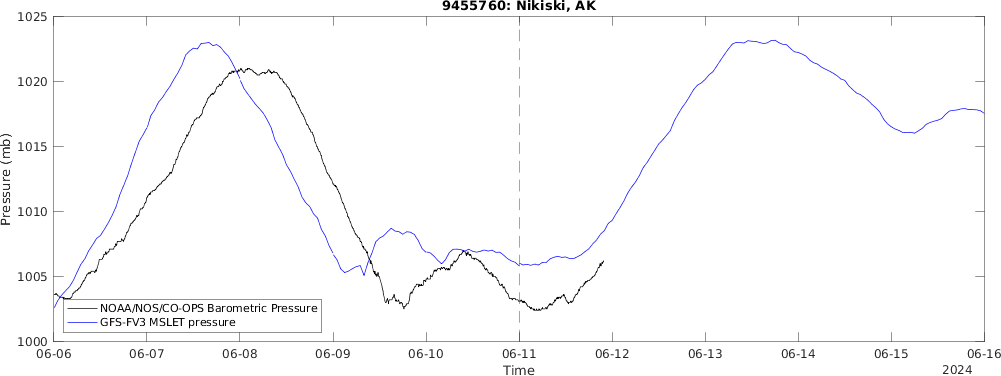 9455760: Nikiski, AK
1025
1020
1015
1010
1005
1000
Pressure (mb)
NOAA/NOS/CO-OPS Barometric Pressure
GFS-FV3 MSLET pressure
06-06 06-07 06-08 06-09 06-10 06-11 06-12 06-13 06-14 06-15 06-16
Time
2024